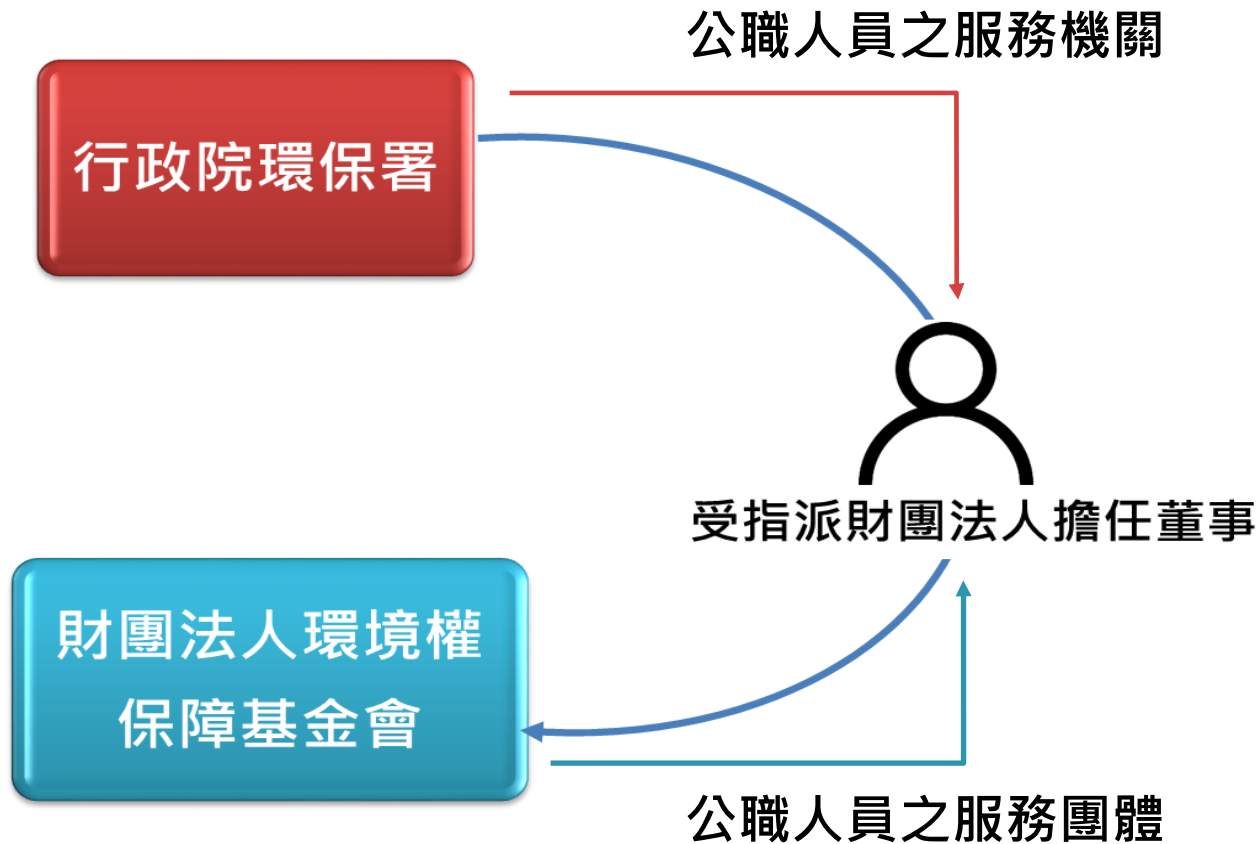 公職人員之服務機關
行政院環保署
受指派財團法人擔任董事
財團法人環境權
保障基金會
公職人員之服務團體